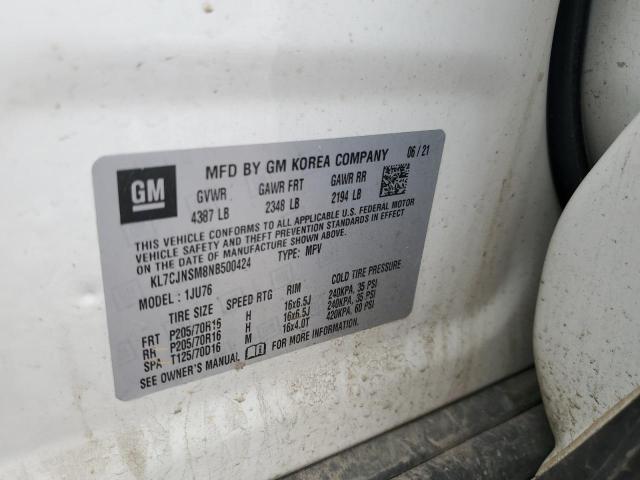 GM
MFD BY GM KOREA COMPANY 06 / 21
GVWR GAWR FRT GAWR RR
4387 LB 2348 LB 2194 LB
THIS VEHICLE CONFORMS TO ALL APPLICABLE U.S. FEDERAL MOTOR
VEHICLE SAFETY AND THEFT PREVENTION STANDARDS IN EFFECT
ON THE DATE OF MANUFACTURE SHOWN ABOVE.
KL7CJNSM8NB500424 TYPE: MPV
MODEL : 1JU76
TIRE SIZE SPEED RTG RIM COLD TIRE PRESSURE
FRT P205/70R16 H 16x6.5J 240KPA, 35 PSI
RR P205/70R16 H 16x6.5J 240KPA, 35 PSI
SPA T125/70D16 M 16x4.0T 420KPA, 60 PSI
SEE OWNER'S MANUAL FOR MORE INFORMATION.